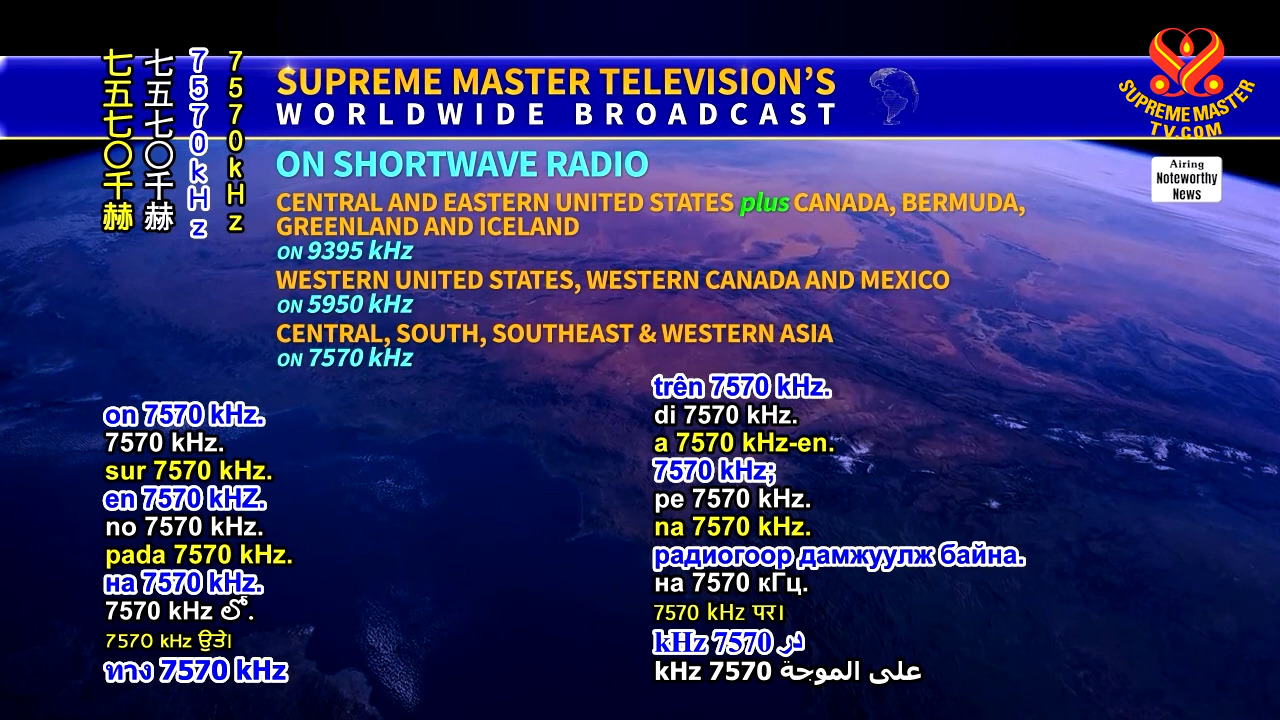 七五七〇千赫
七五七〇千赫
7570kHz
7570kHz
SUPREME MASTER TELEVISION'S
WORLDWIDE BROADCAST
SUPREME MASTER
TV.COM
Airing
Noteworthy
News
ON SHORTWAVE RADIO
CENTRAL AND EASTERN UNITED STATES plus CANADA, BERMUDA,
GREENLAND AND ICELAND
ON 9395 kHz
WESTERN UNITED STATES, WESTERN CANADA AND MEXICO
ON 5950 kHz
CENTRAL, SOUTH, SOUTHEAST & WESTERN ASIA
ON 7570 kHz
on 7570 kHz.
7570 kHz.
sur 7570 kHz.
en 7570 kHZ.
no 7570 kHz.
pada 7570 kHz.
на 7570 kHz.
7570 kHz లో.
7570 kHz ਉਤੇ।
ทาง 7570 kHz
trên 7570 kHz.
di 7570 kHz.
a 7570 kHz-en.
7570 kHz;
pe 7570 kHz.
na 7570 kHz.
радиогоор дамжуулж байна.
на 7570 кГц.
7570 kHz पर।
در 7570 kHz
على الموجة 7570 kHz